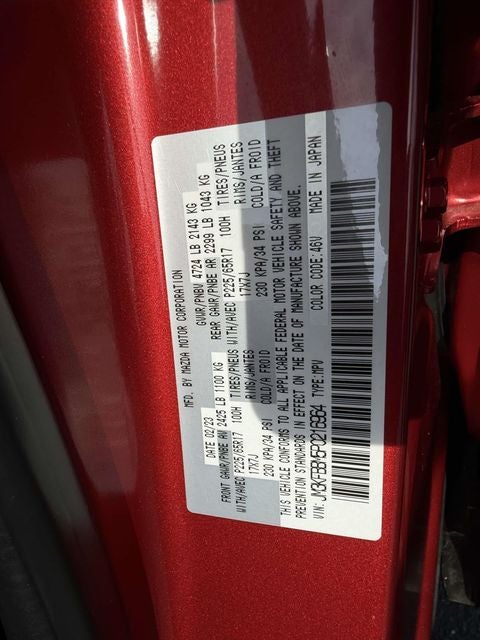 MFD. BY MAZDA MOTOR CORPORATION
DATE 02/23 GVWR/PNBV 4724 LB 2143 KG
FRONT GAWR/PNBE AV 2425 LB 1100 KG REAR GAWR/PNBE AR 2299 LB 1043 KG
WITH/AVEC P225/65R17 100H TIRES/PNEUS WITH/AVEC P225/65R17 100H TIRES/PNEUS
17X7J RIMS/JANTES 17X7J RIMS/JANTES
230 KPA/34 PSI COLD/A FROID 230 KPA/34 PSI COLD/A FROID
THIS VEHICLE CONFORMS TO ALL APPLICABLE FEDERAL MOTOR VEHICLE SAFETY AND THEFT
PREVENTION STANDARDS IN EFFECT ON THE DATE OF MANUFACTURE SHOWN ABOVE.
VIN: TYPE:MPV COLOR CODE:46V MADE IN JAPAN